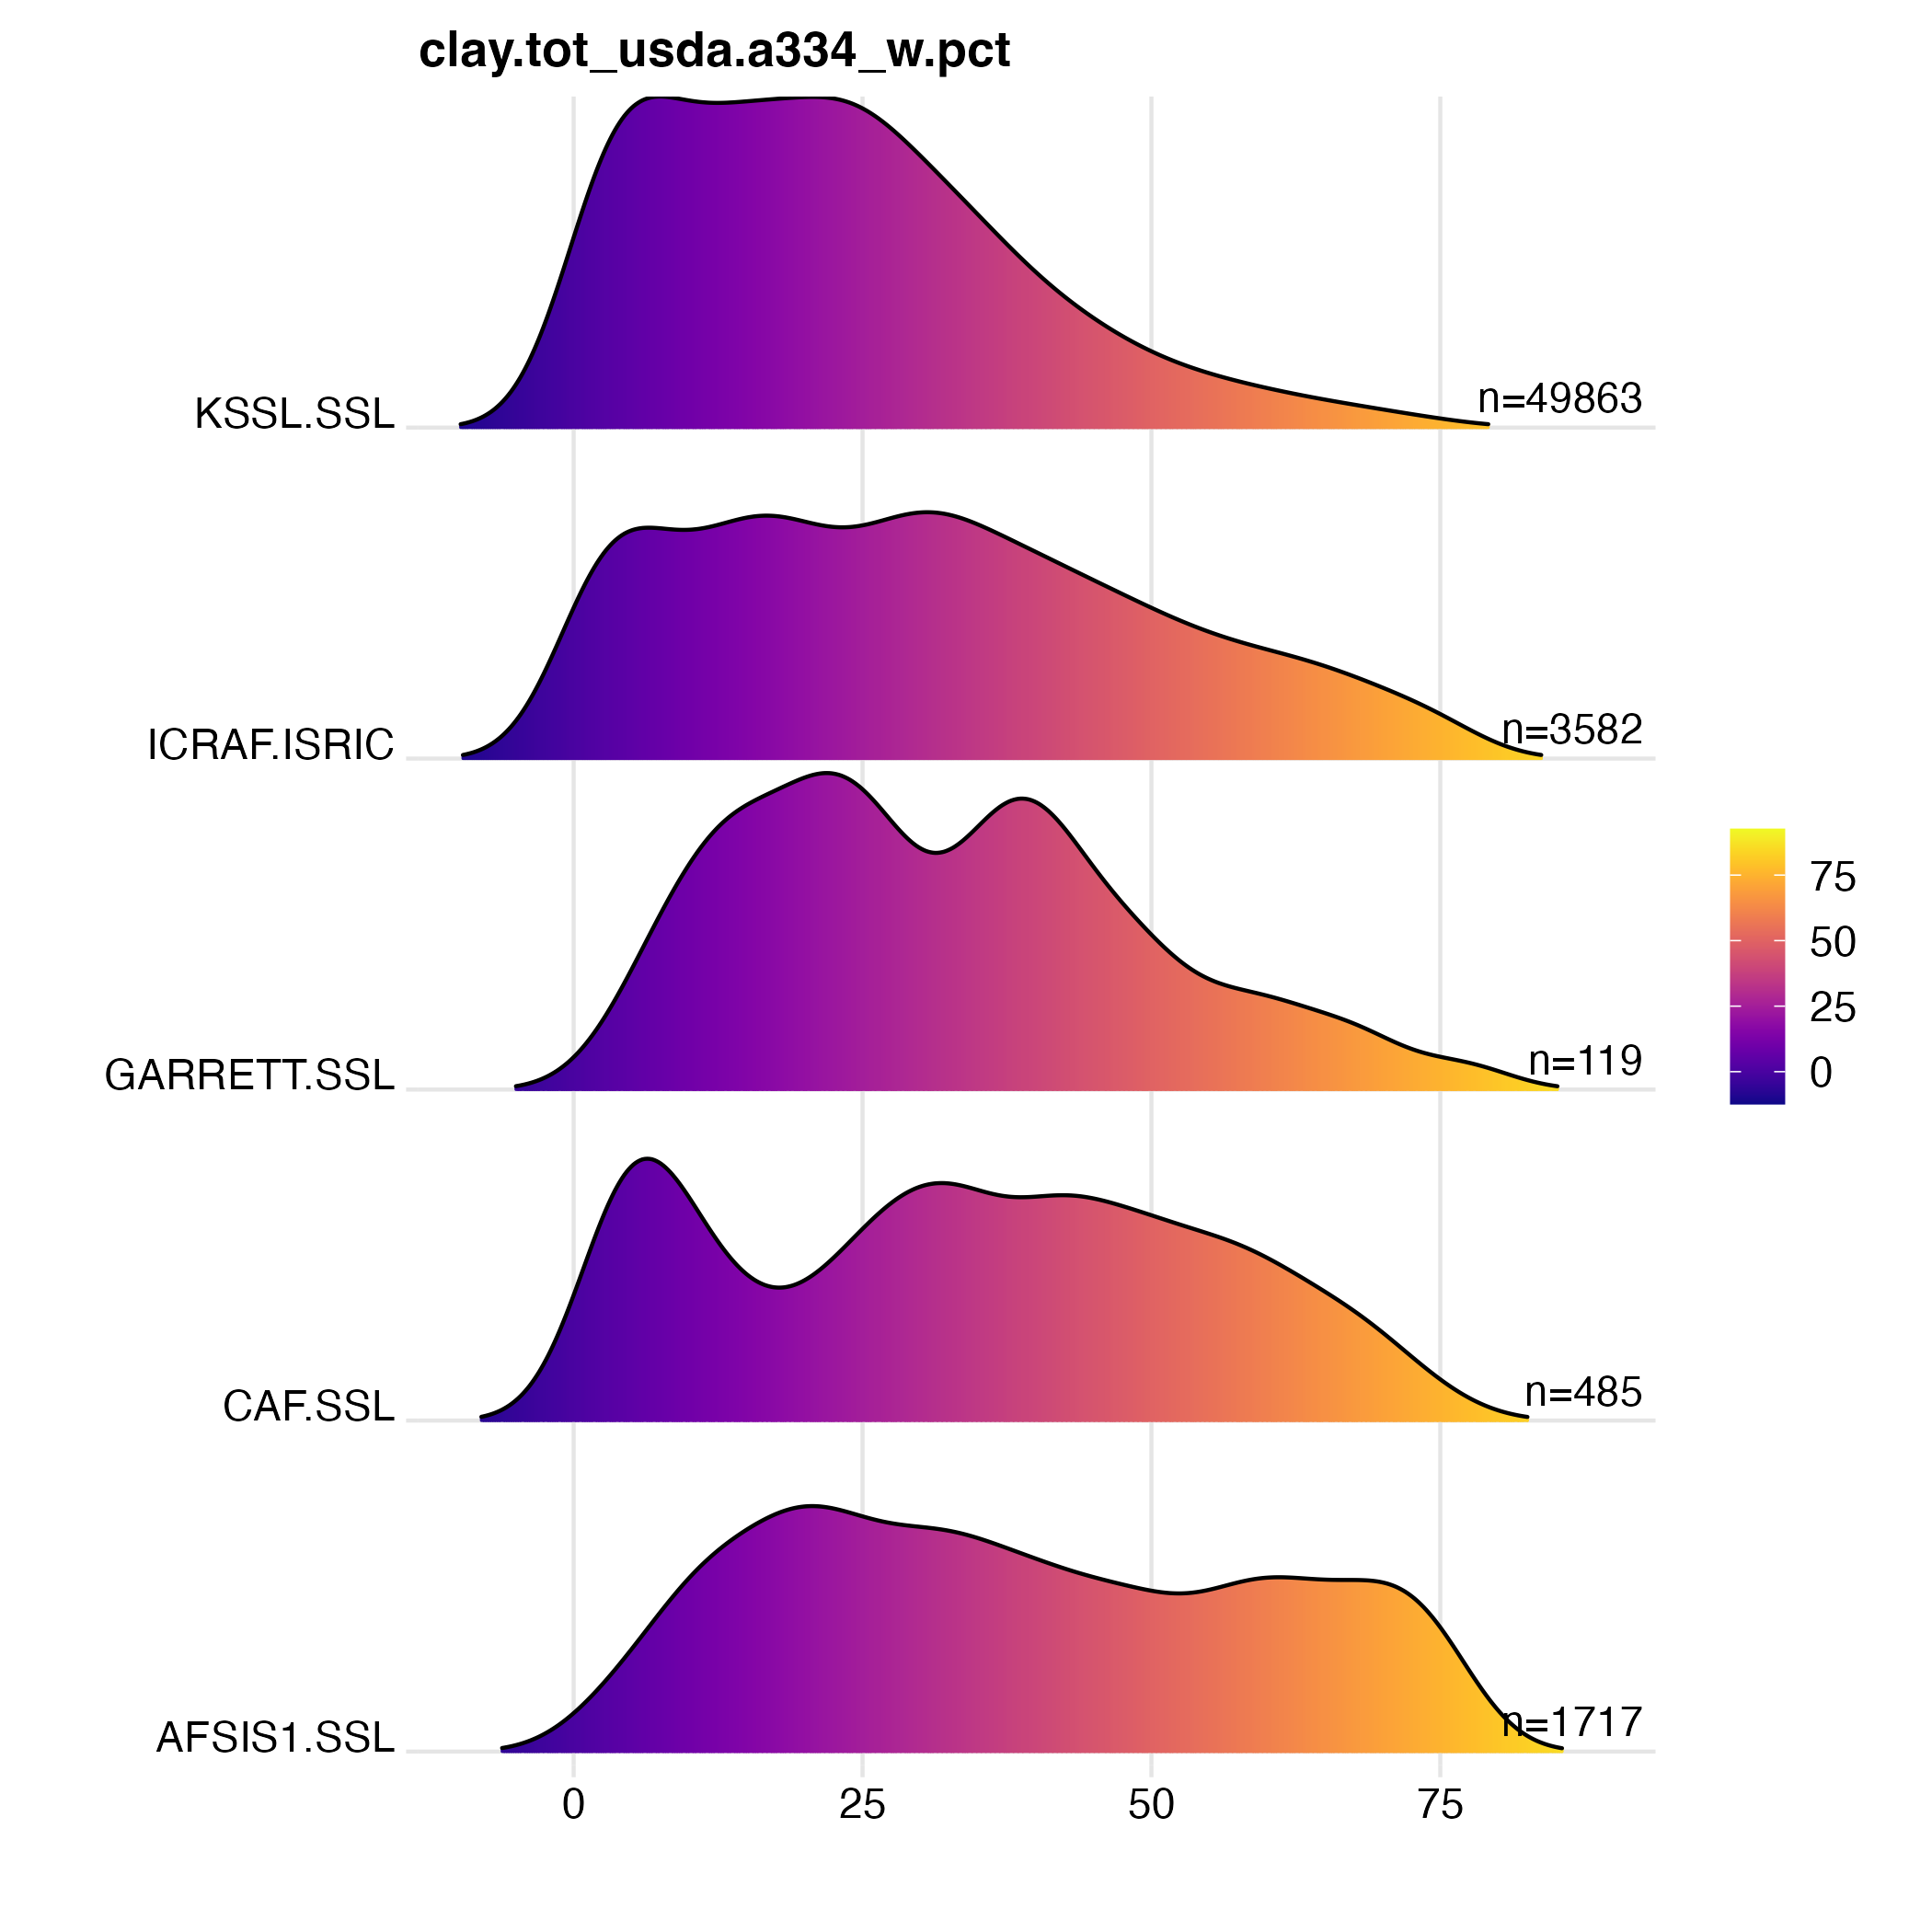 clay.tot_usda.a334_w.pct
KSSL.SSL
n=49863
ICRAF.ISRIC
n=3582
GARRETT.SSL
n=119
CAF.SSL
n=485
AFSIS1.SSL
n=1717
0 25 50 75
75
50
25
0